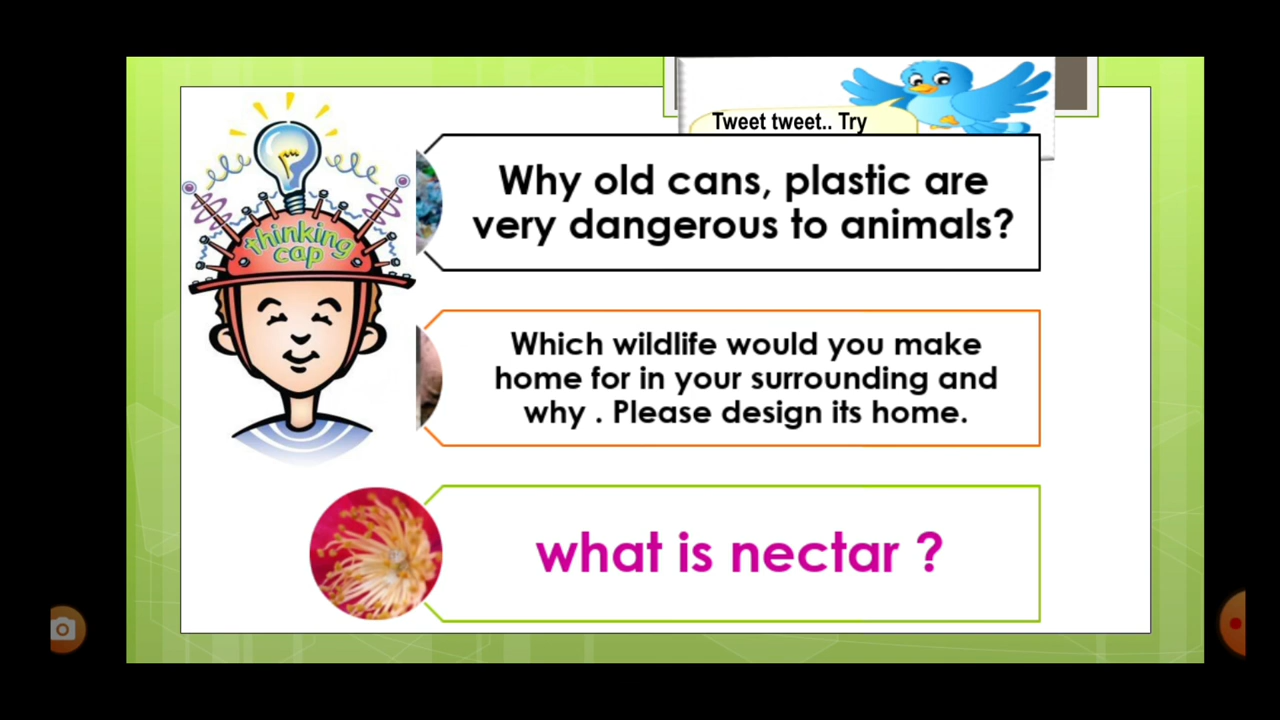 Tweet tweet.. Try
thinking
cap
Why old cans, plastic are
very dangerous to animals?
Which wildlife would you make
home for in your surrounding and
why . Please design its home.
what is nectar ?